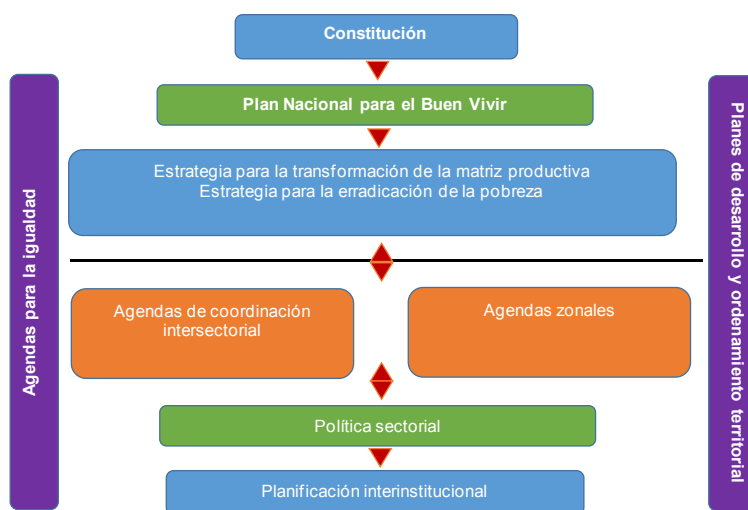 Constitución
Plan Nacional para el Buen Vivir
Estrategia para la transformación de la matriz productiva
Estrategia para la erradicación de la pobreza
Agendas para la igualdad
Planes de desarrollo y ordenamiento territorial
Agendas de coordinación
intersectorial
Agendas zonales
Política sectorial
Planificación interinstitucional